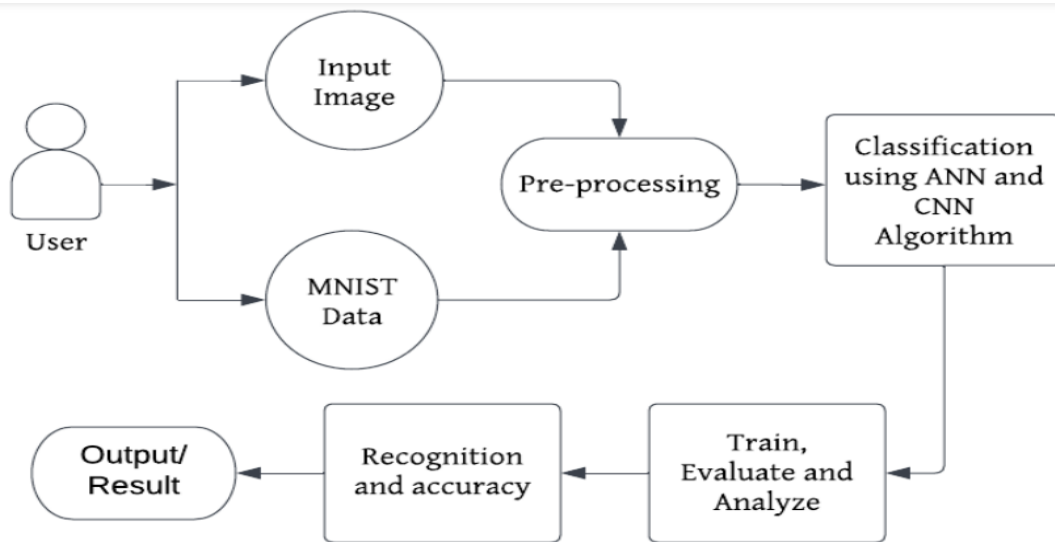 Input
Image
User
MNIST
Data
Pre-processing
Classification
using ANN and
CNN
Algorithm
Train,
Evaluate and
Analyze
Recognition
and accuracy
Output/
Result